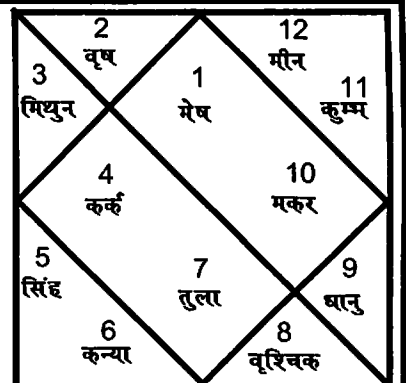 2
वृष
12
मीन
3
मिथुन
1
मेष
11
कुम्भ
4
कर्क
10
मकर
5
सिंह
7
तुला
9
धानु
6
कन्या
8
वृश्चिक